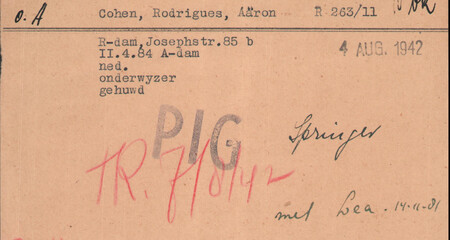 o. A Cohen, Rodrigues, Aäron R 263/11
R-dam, Josephstr.85 b
II.4.84 A-dam
4 AUG. 1942
ned.
onderwyzer
gehuwd
PIG
Springer
TR. 7/8/42
met Lea. 14-11-81